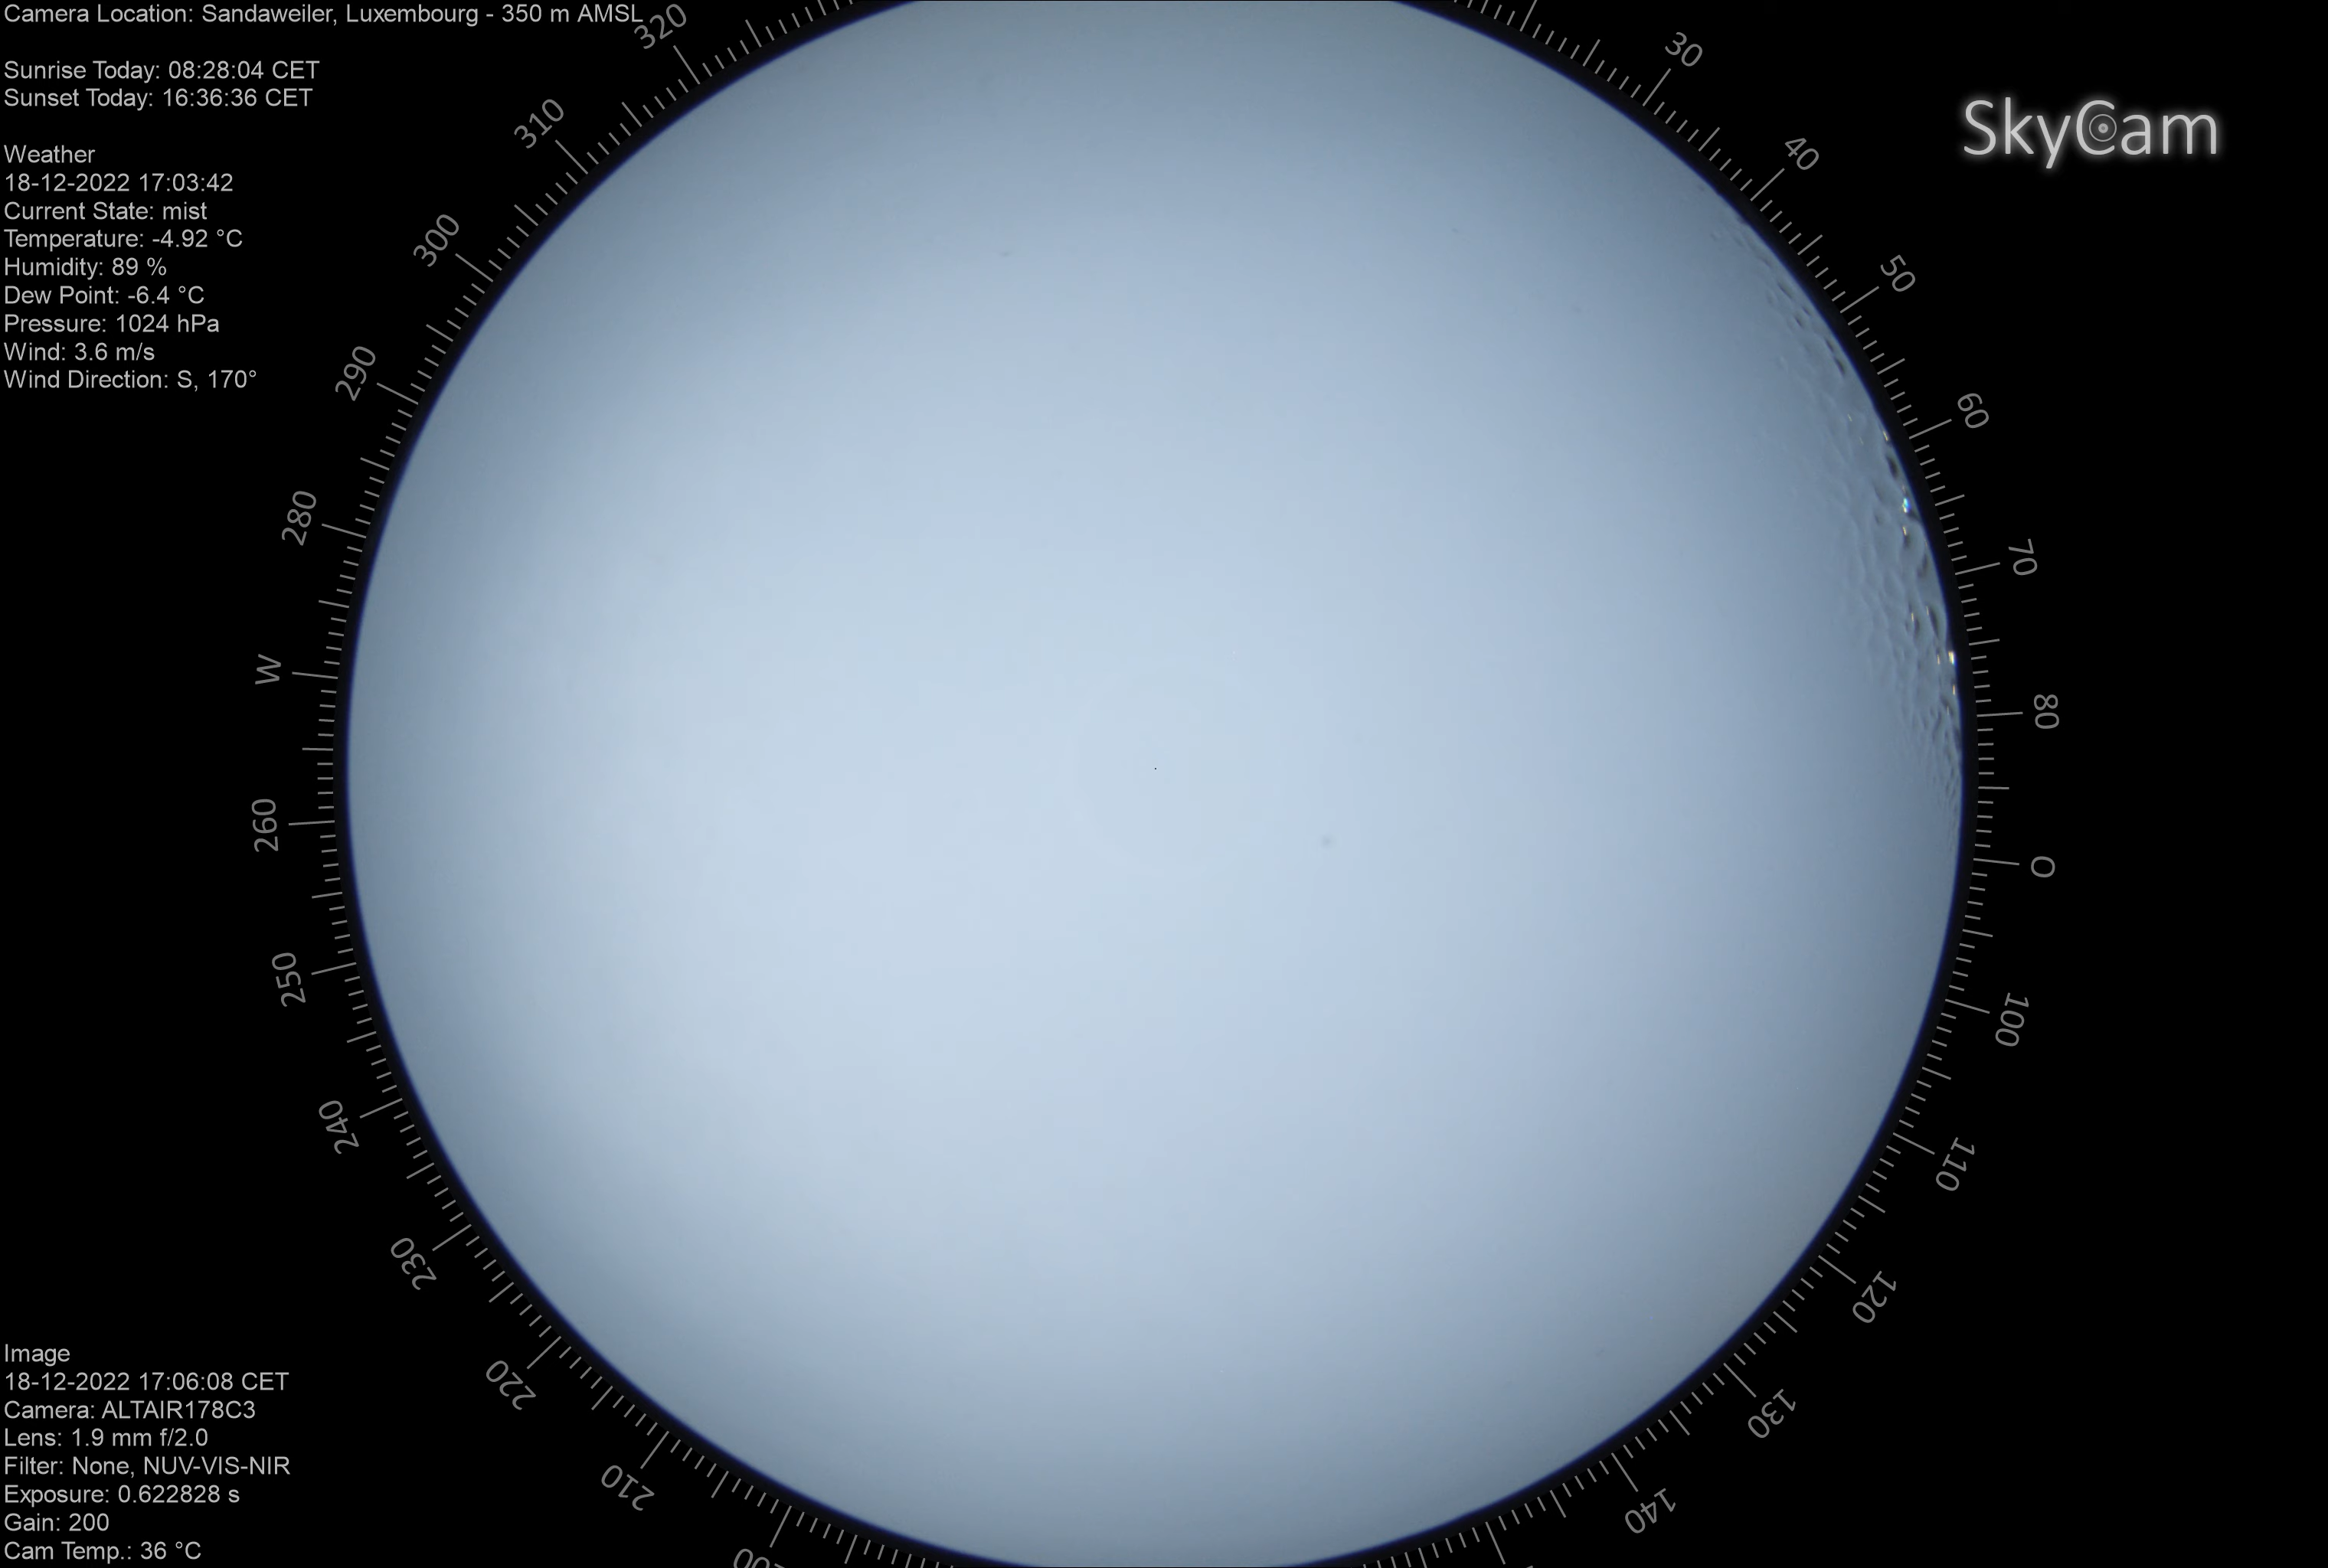 Camera Location: Sandaweiler, Luxembourg - 350 m AMSL
Sunrise Today: 08:28:04 CET
Sunset Today: 16:36:36 CET
Weather
18-12-2022 17:03:42
Current State: mist
Temperature: -4.92 °C
Humidity: 89 %
Dew Point: -6.4 °C
Pressure: 1024 hPa
Wind: 3.6 m/s
Wind Direction: S, 170°
SkyCam
320
310
300
290
280
W
260
250
240
230
220
210
200
30
40
50
60
70
80
O
100
110
120
130
140
Image
18-12-2022 17:06:08 CET
Camera: ALTAIR178C3
Lens: 1.9 mm f/2.0
Filter: None, NUV-VIS-NIR
Exposure: 0.622828 s
Gain: 200
Cam Temp.: 36 °C